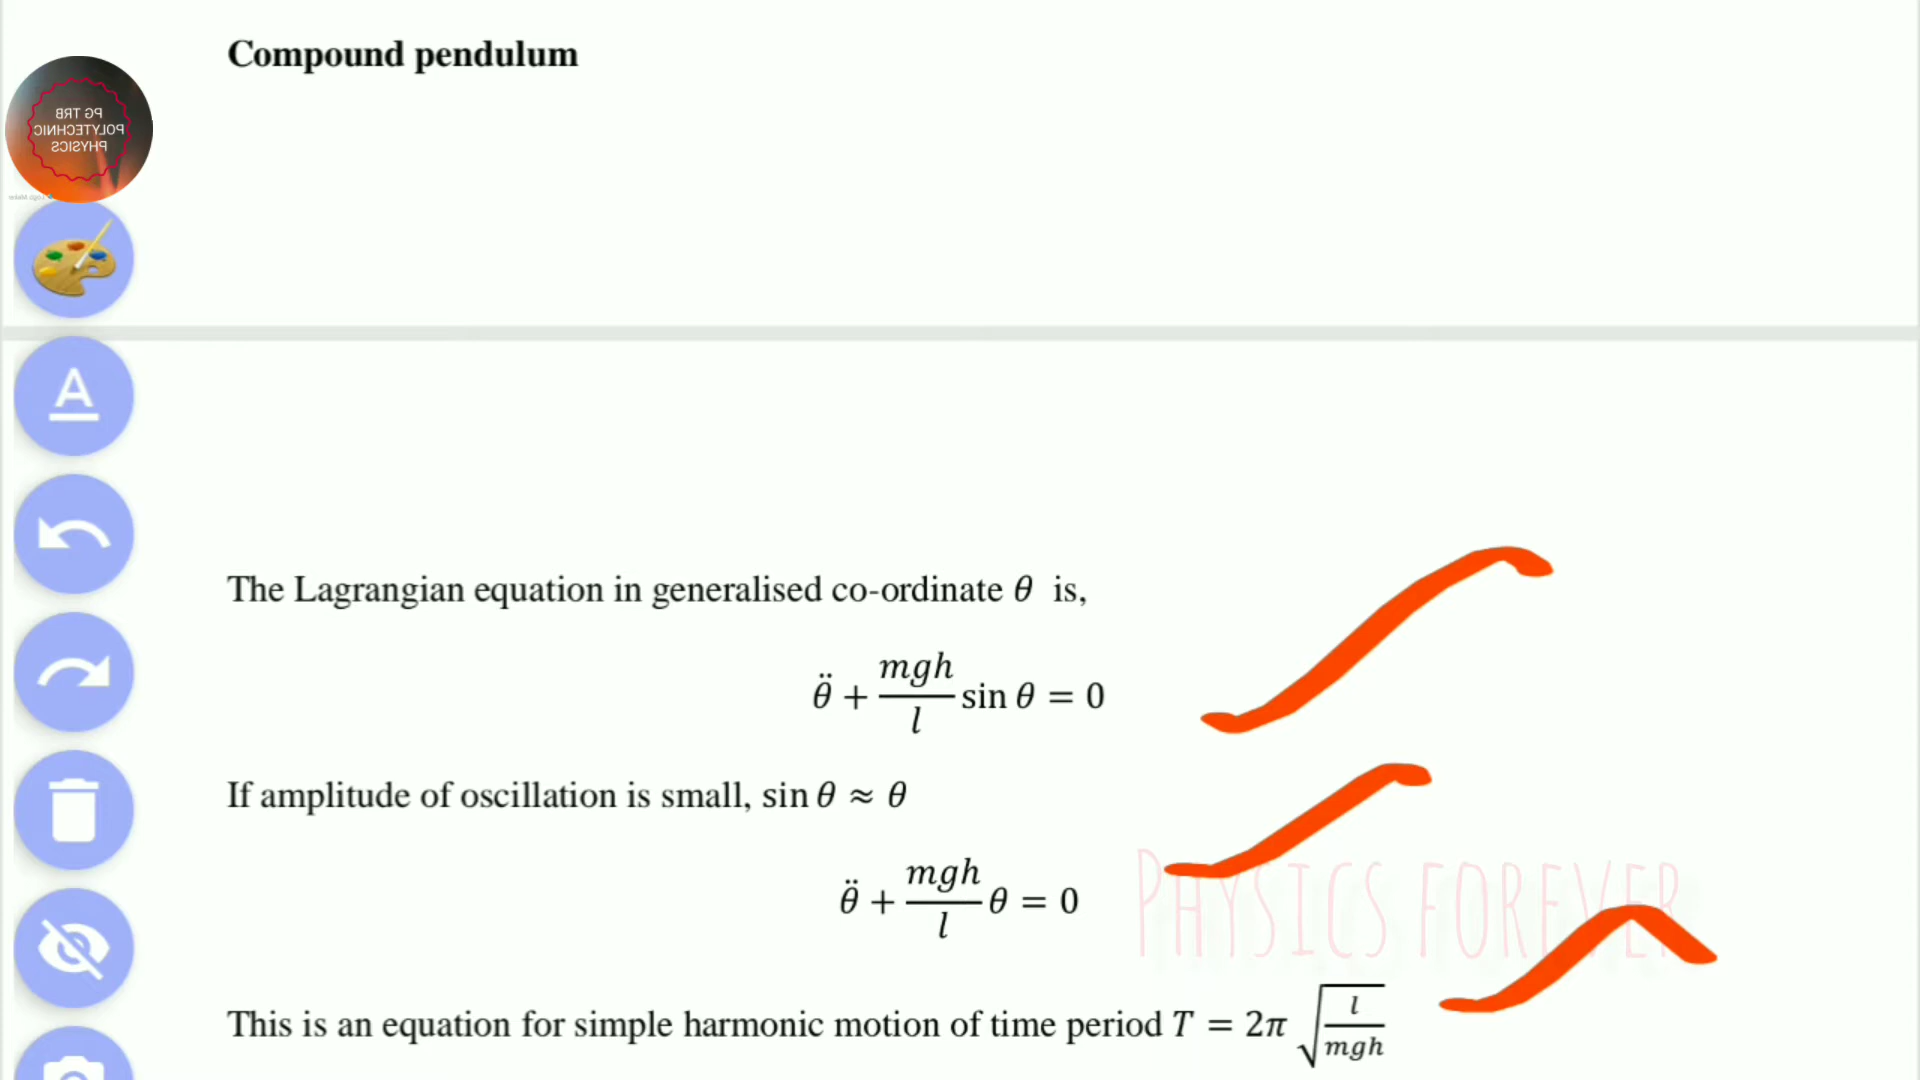 Compound pendulum
PG TRB
POLYTECHNIC
PHYSICS
A
The Lagrangian equation in generalised co-ordinate θ is,
θ̈ + mgh/l sin θ = 0
If amplitude of oscillation is small, sin θ ≈ θ
θ̈ + mgh/l θ = 0
PHYSICS FOREVER
This is an equation for simple harmonic motion of time period T = 2π √(l/mgh)